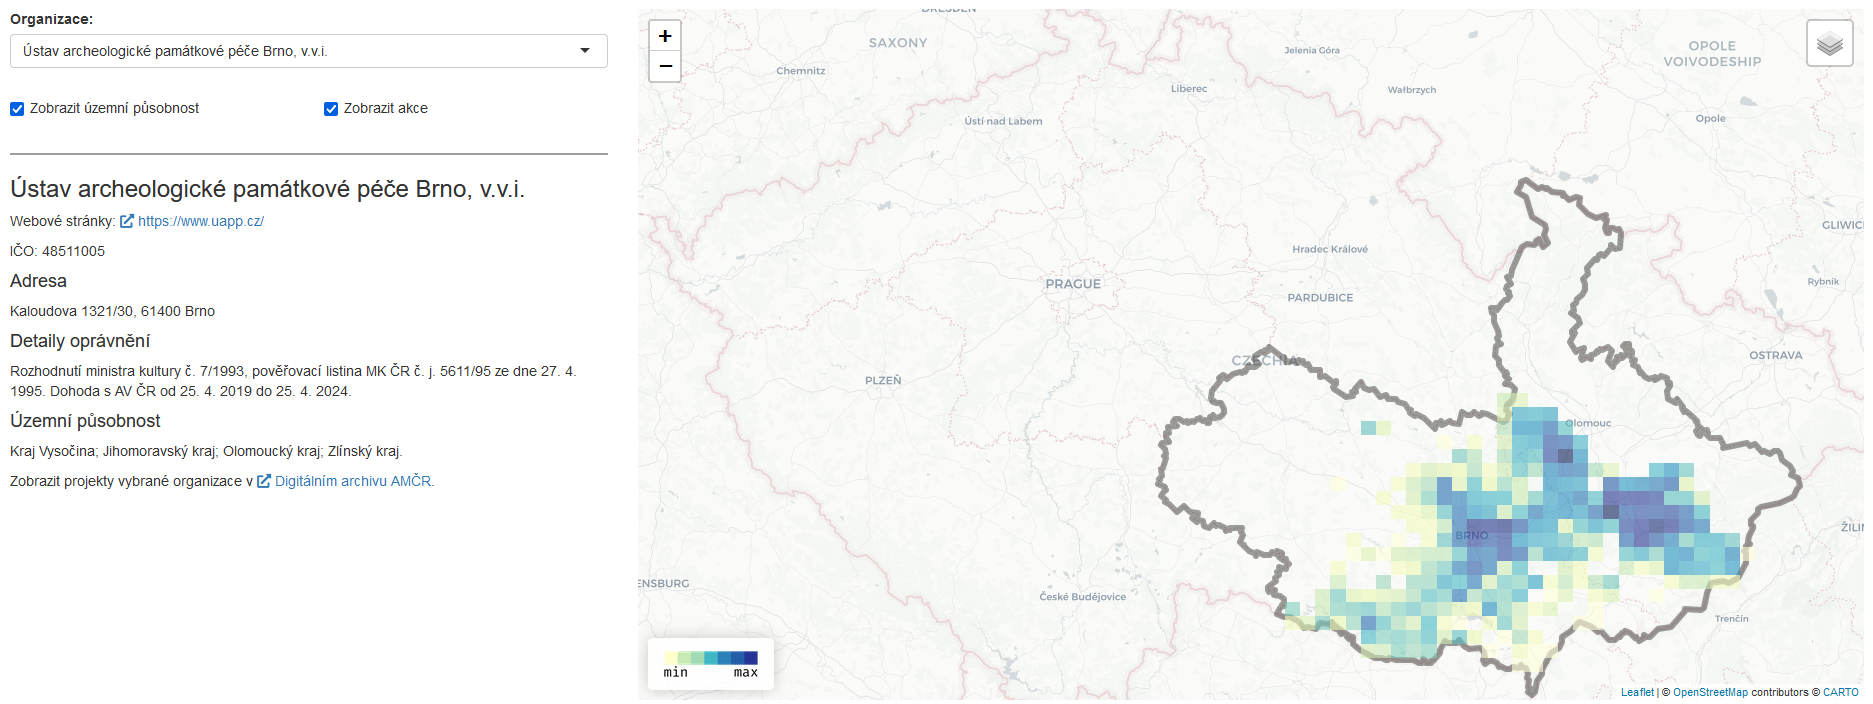 Organizace:
Ústav archeologické památkové péče Brno, v.v.i.
Zobrazit územní působnost
Zobrazit akce
Ústav archeologické památkové péče Brno, v.v.i.
Webové stránky: https://www.uapp.cz/
IČO: 48511005
Adresa
Kaloudova 1321/30, 61400 Brno
Detaily oprávnění
Rozhodnutí ministra kultury č. 7/1993, pověřovací listina MK ČR č. j. 5611/95 ze dne 27. 4.
1995. Dohoda s AV ČR od 25. 4. 2019 do 25. 4. 2024.
Územní působnost
Kraj Vysočina; Jihomoravský kraj; Olomoucký kraj; Zlínský kraj.
Zobrazit projekty vybrané organizace v Digitálním archivu AMČR.
+
−
DRESDEN
SAXONY
Jelenia Góra
OPOLE
VOIVODESHIP
Chemnitz
Liberec
Wałbrzych
Ústí nad Labem
Opole
GLIWIC
Hradec Králové
PRAGUE
Rybnik
PARDUBICE
CZECHIA
OSTRAVA
PLZEŇ
Olomouc
ŽILIN
BRNO
ENSBURG
České Budějovice
Trenčín
min max
Leaflet | © OpenStreetMap contributors © CARTO